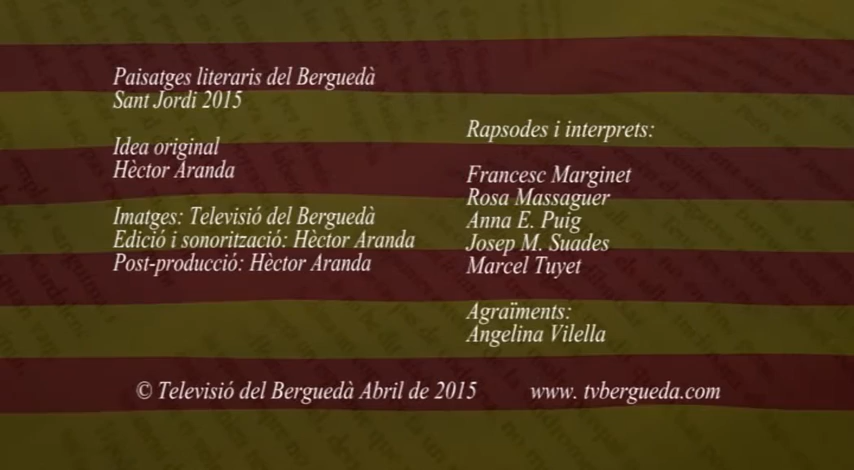 Paisatges literaris del Berguedà
Sant Jordi 2015
Idea original
Hèctor Aranda
Imatges: Televisió del Berguedà
Edició i sonorització: Hèctor Aranda
Post-producció: Hèctor Aranda
Rapsodes i interprets:
Francesc Marginet
Rosa Massaguer
Anna E. Puig
Josep M. Suades
Marcel Tuyet
Agraïments:
Angelina Vilella
© Televisió del Berguedà Abril de 2015
www. tvbergueda.com